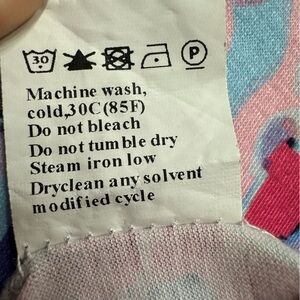 30 P
Machine wash,
cold,30C(85F)
Do not bleach
Do not tumble dry
Steam iron low
Dryclean any solvent
modified cycle